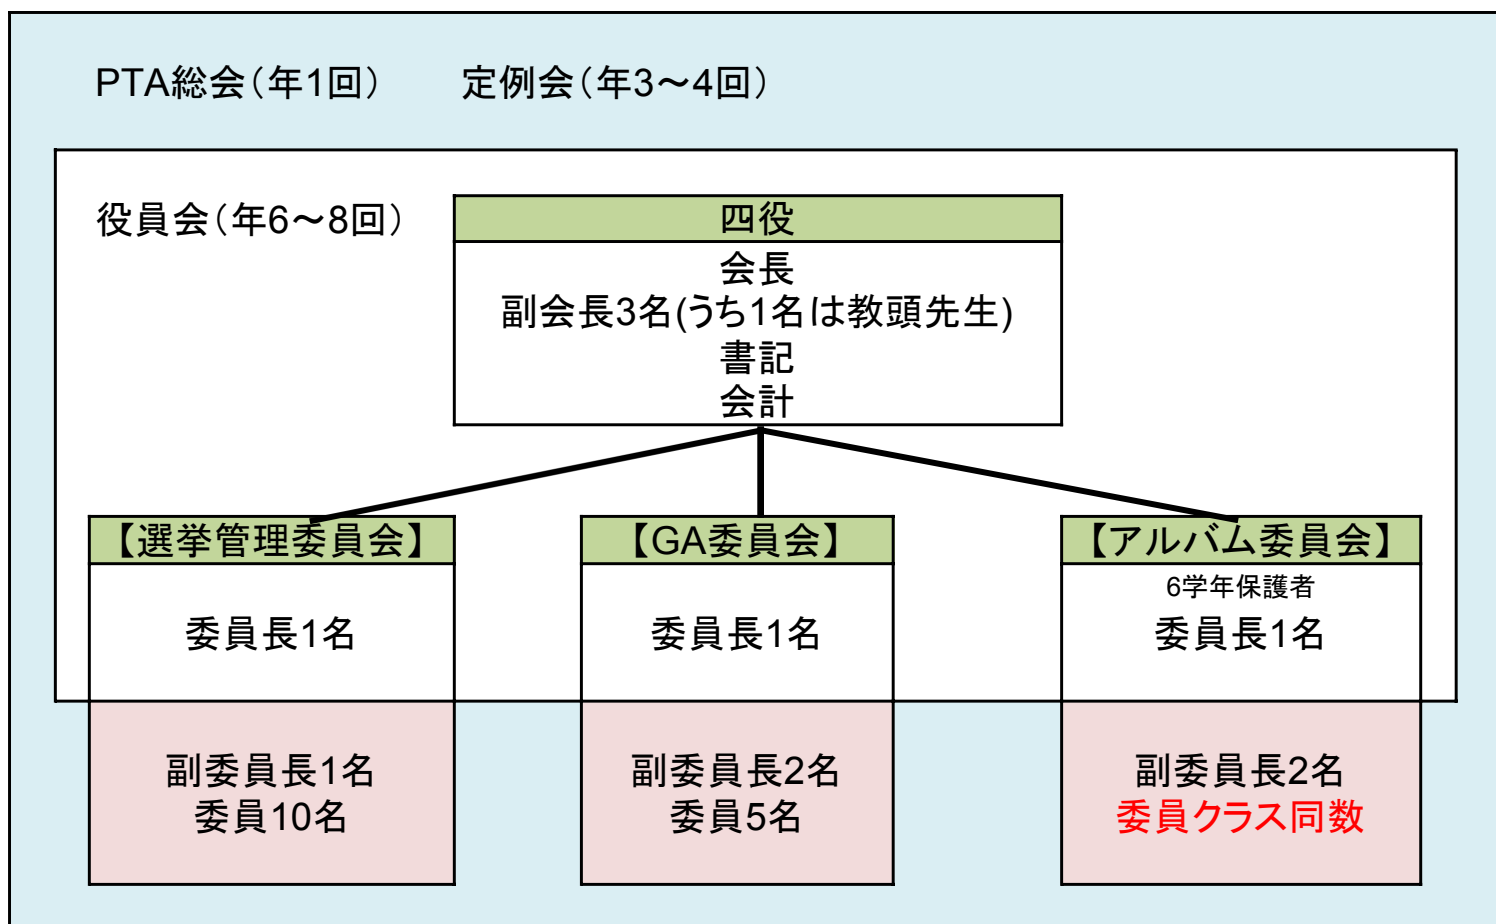 PTA総会（年1回）　　定例会（年3～4回）
役員会（年6～8回）
四役
会長
副会長3名(うち1名は教頭先生)
書記
会計
【選挙管理委員会】
委員長1名
副委員長1名
委員10名
【GA委員会】
委員長1名
副委員長2名
委員5名
【アルバム委員会】
6学年保護者
委員長1名
副委員長2名
委員クラス同数